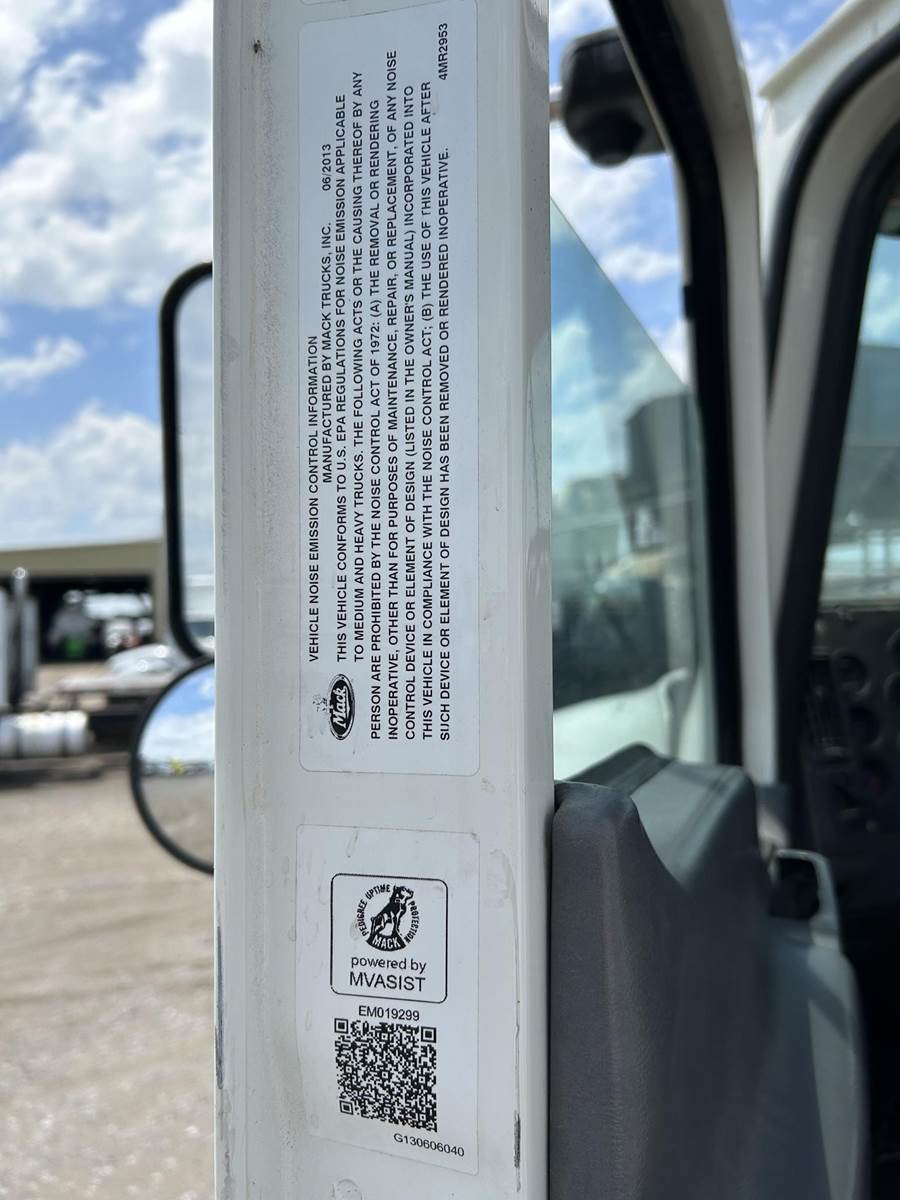 VEHICLE NOISE EMISSION CONTROL INFORMATION
MANUFACTURED BY MACK TRUCKS, INC. 06/2013
THIS VEHICLE CONFORMS TO U.S. EPA REGULATIONS FOR NOISE EMISSION APPLICABLE
TO MEDIUM AND HEAVY TRUCKS. THE FOLLOWING ACTS OR THE CAUSING THEREOF BY ANY
PERSON ARE PROHIBITED BY THE NOISE CONTROL ACT OF 1972: (A) THE REMOVAL OR RENDERING
INOPERATIVE, OTHER THAN FOR PURPOSES OF MAINTENANCE, REPAIR, OR REPLACEMENT, OF ANY NOISE
CONTROL DEVICE OR ELEMENT OF DESIGN (LISTED IN THE OWNER'S MANUAL) INCORPORATED INTO
THIS VEHICLE IN COMPLIANCE WITH THE NOISE CONTROL ACT; (B) THE USE OF THIS VEHICLE AFTER
SUCH DEVICE OR ELEMENT OF DESIGN HAS BEEN REMOVED OR RENDERED INOPERATIVE. 4MR2953
Mack
PEDIGREE UPTIME PROTECTION
MACK
powered by
MVASIST
EM019299
G130606040